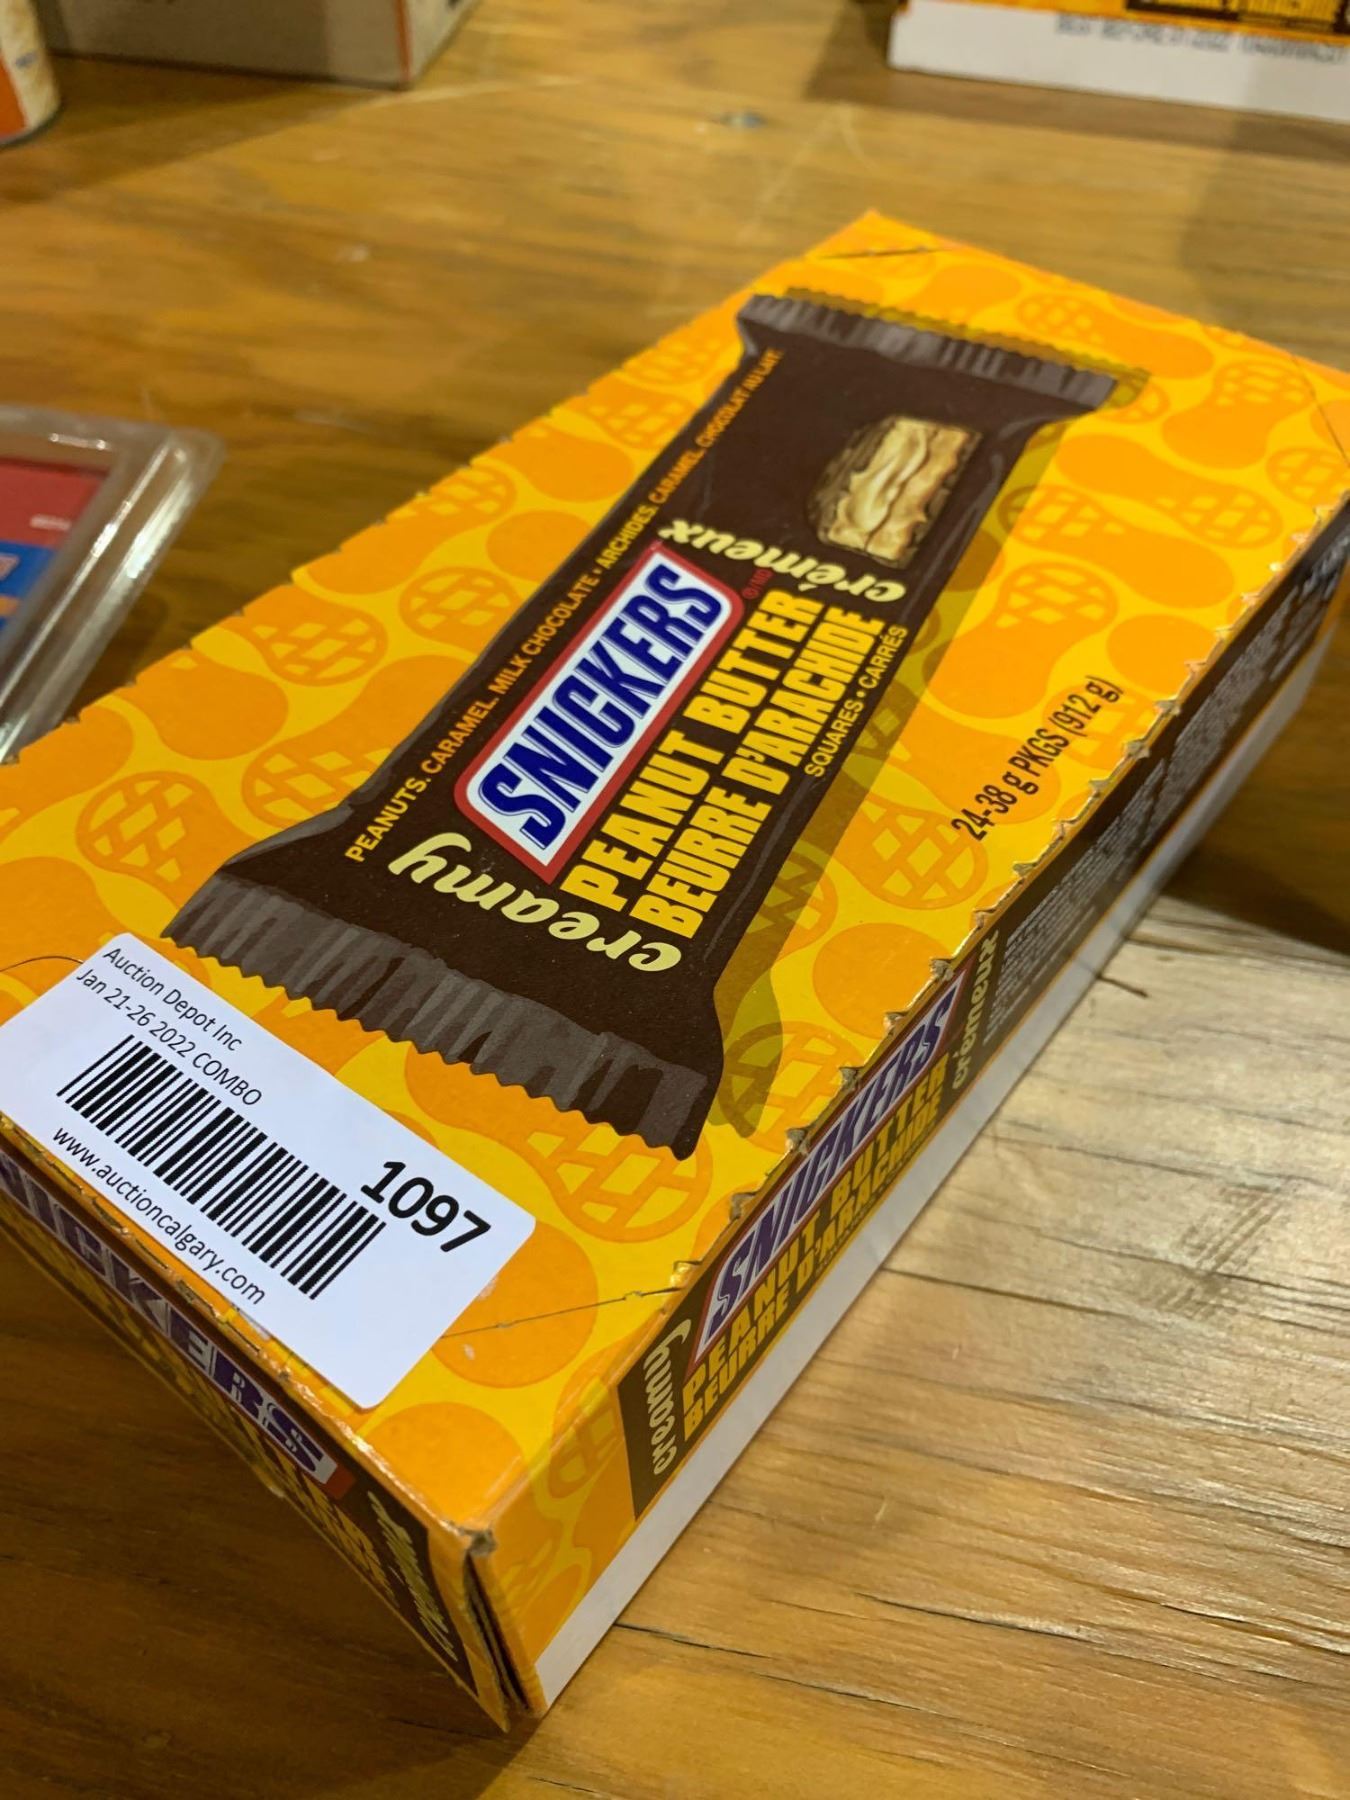 PEANUTS, CARAMEL, MILK CHOCOLATE • ARCHIDES, CARAMEL, CHOCOLAT AU LAIT
creamy
SNICKERS
crémeux
PEANUT BUTTER
BEURRE D'ARACHIDE
SQUARES • CARRÉS
24-38 g PKGS (912 g)
Auction Depot Inc
Jan 21-26 2022 COMBO
1097
www.auctioncalgary.com
creamy
SNICKERS
PEANUT BUTTER
BEURRE D'ARACHIDE
crémeux
SNICKERS